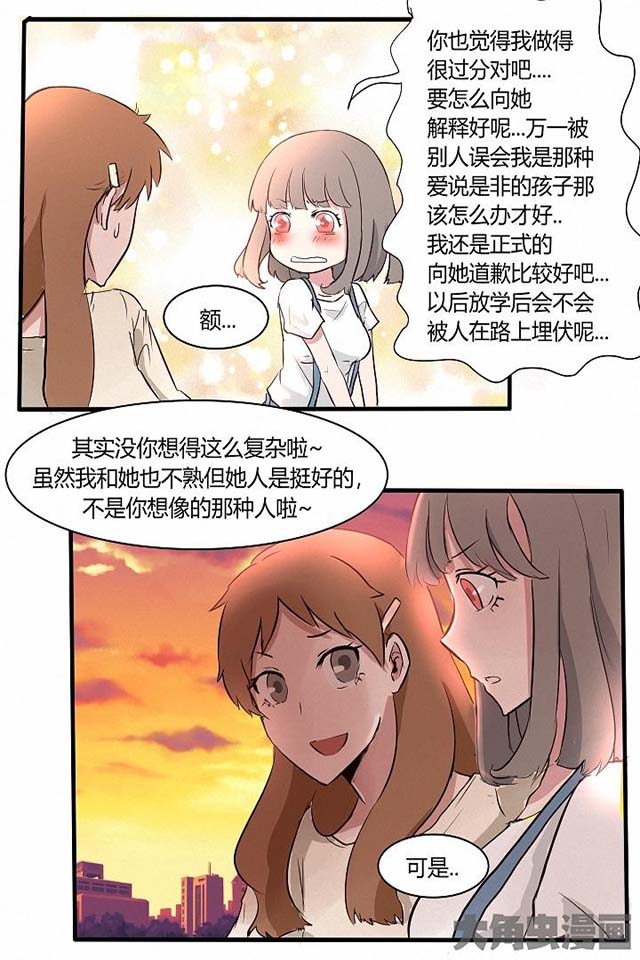 你也觉得我做得
很过分对吧....
要怎么向她
解释好呢...万一被
别人误会我是那种
爱说是非的孩子那
该怎么办才好..
我还是正式的
向她道歉比较好吧...
以后放学后会不会
被人在路上埋伏呢...
额...
其实没你想得这么复杂啦~
虽然我和她也不熟但她人是挺好的，
不是你想像的那种人啦~
可是..
大角虫漫画